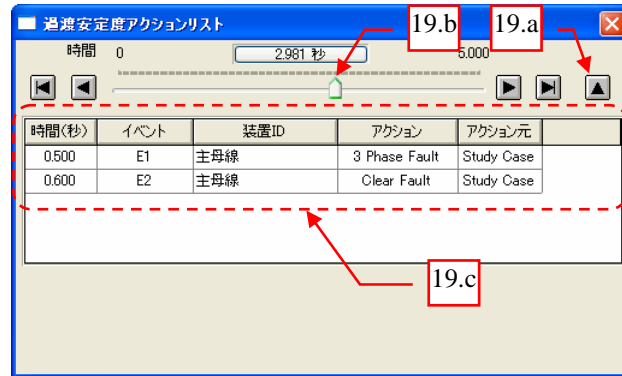 過渡安定度アクションリスト
19.b
19.a
時間 0 2.981 秒 5.000
時間(秒) イベント 装置ID アクション アクション元
0.500 E1 主母線 3 Phase Fault Study Case
0.600 E2 主母線 Clear Fault Study Case
19.c